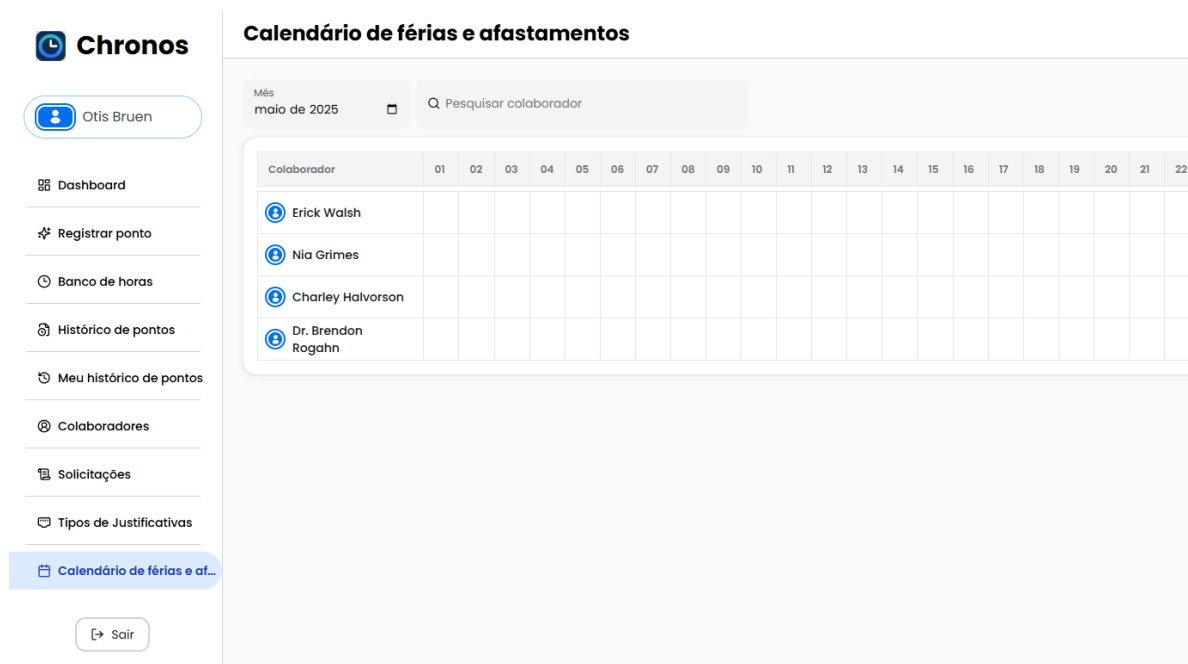 Chronos
Otis Bruen
Dashboard
Registrar ponto
Banco de horas
Histórico de pontos
Meu histórico de pontos
Colaboradores
Solicitações
Tipos de Justificativas
Calendário de férias e af...
Sair
Calendário de férias e afastamentos
Mês
maio de 2025
Pesquisar colaborador
Colaborador 01 02 03 04 05 06 07 08 09 10 11 12 13 14 15 16 17 18 19 20 21 22
Erick Walsh
Nia Grimes
Charley Halvorson
Dr. Brendon
Rogahn